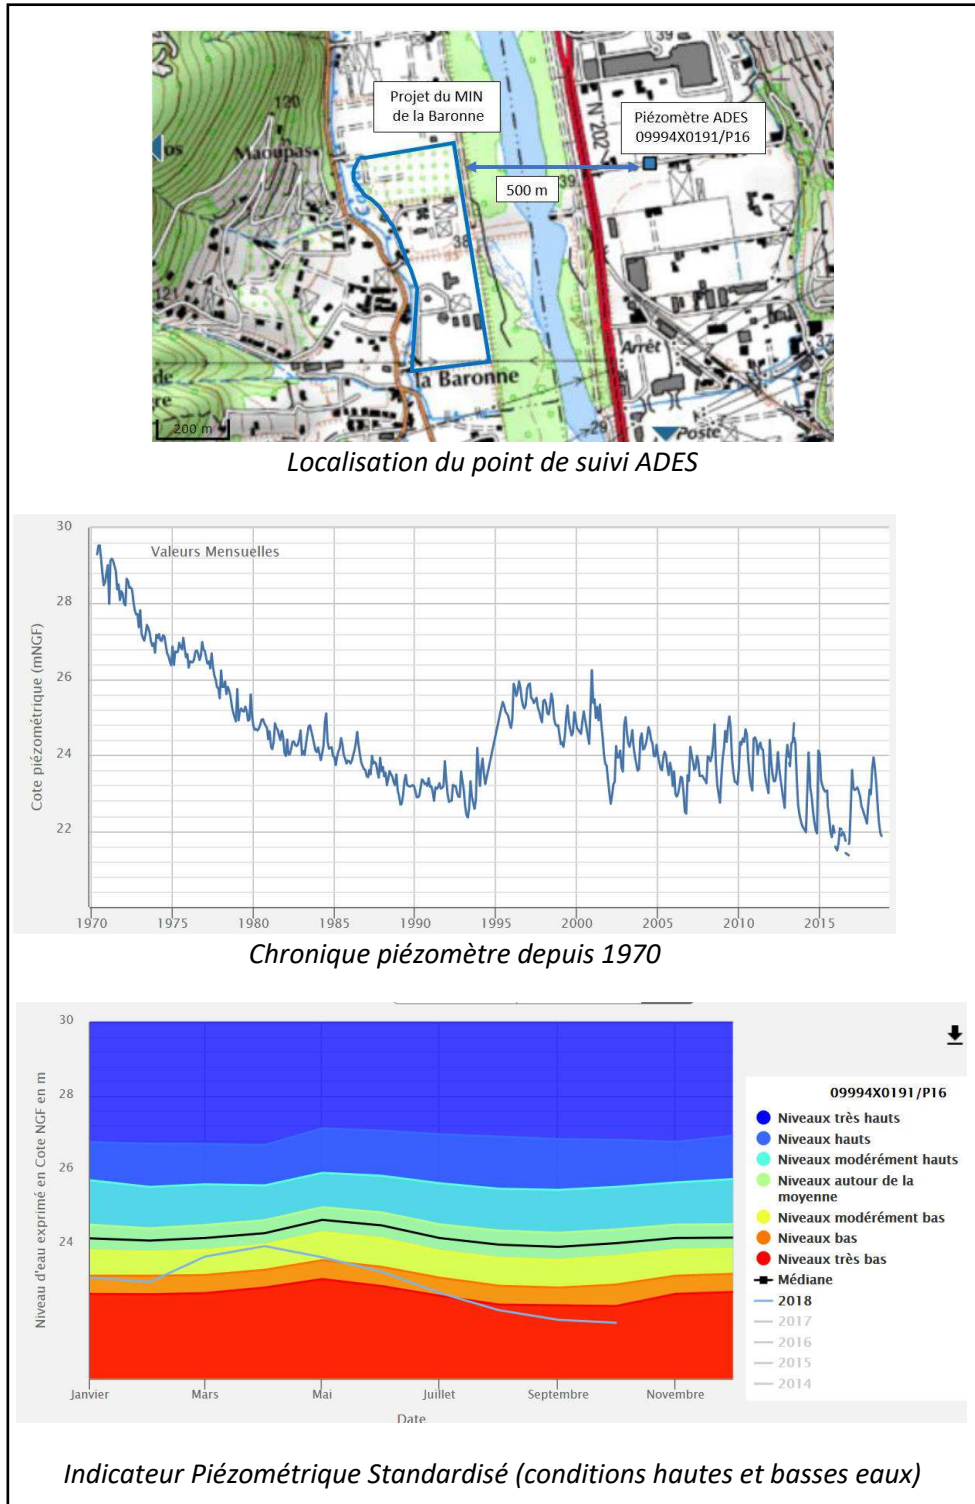 39
120
Projet du MIN
de la Baronne
N 202
Piézomètre ADES
09994X0191/P16
os
Maoupas
500 m
39
38
Arrêt
37
la Baronne
de
re
200 m
29
Poste
Localisation du point de suivi ADES
30
Valeurs Mensuelles
28
26
24
22
Cote piézométrique (mNGF)
1970
1975
1980
1985
1990
1995
2000
2005
2010
2015
Chronique piézomètre depuis 1970
30
28
26
24
Niveau d'eau exprimé en Cote NGF en m
Janvier
Mars
Mai
Juillet
Septembre
Novembre
Date
09994X0191/P16
Niveaux très hauts
Niveaux hauts
Niveaux modérément hauts
Niveaux autour de la
moyenne
Niveaux modérément bas
Niveaux bas
Niveaux très bas
Médiane
2018
2017
2016
2015
2014
Indicateur Piézométrique Standardisé (conditions hautes et basses eaux)